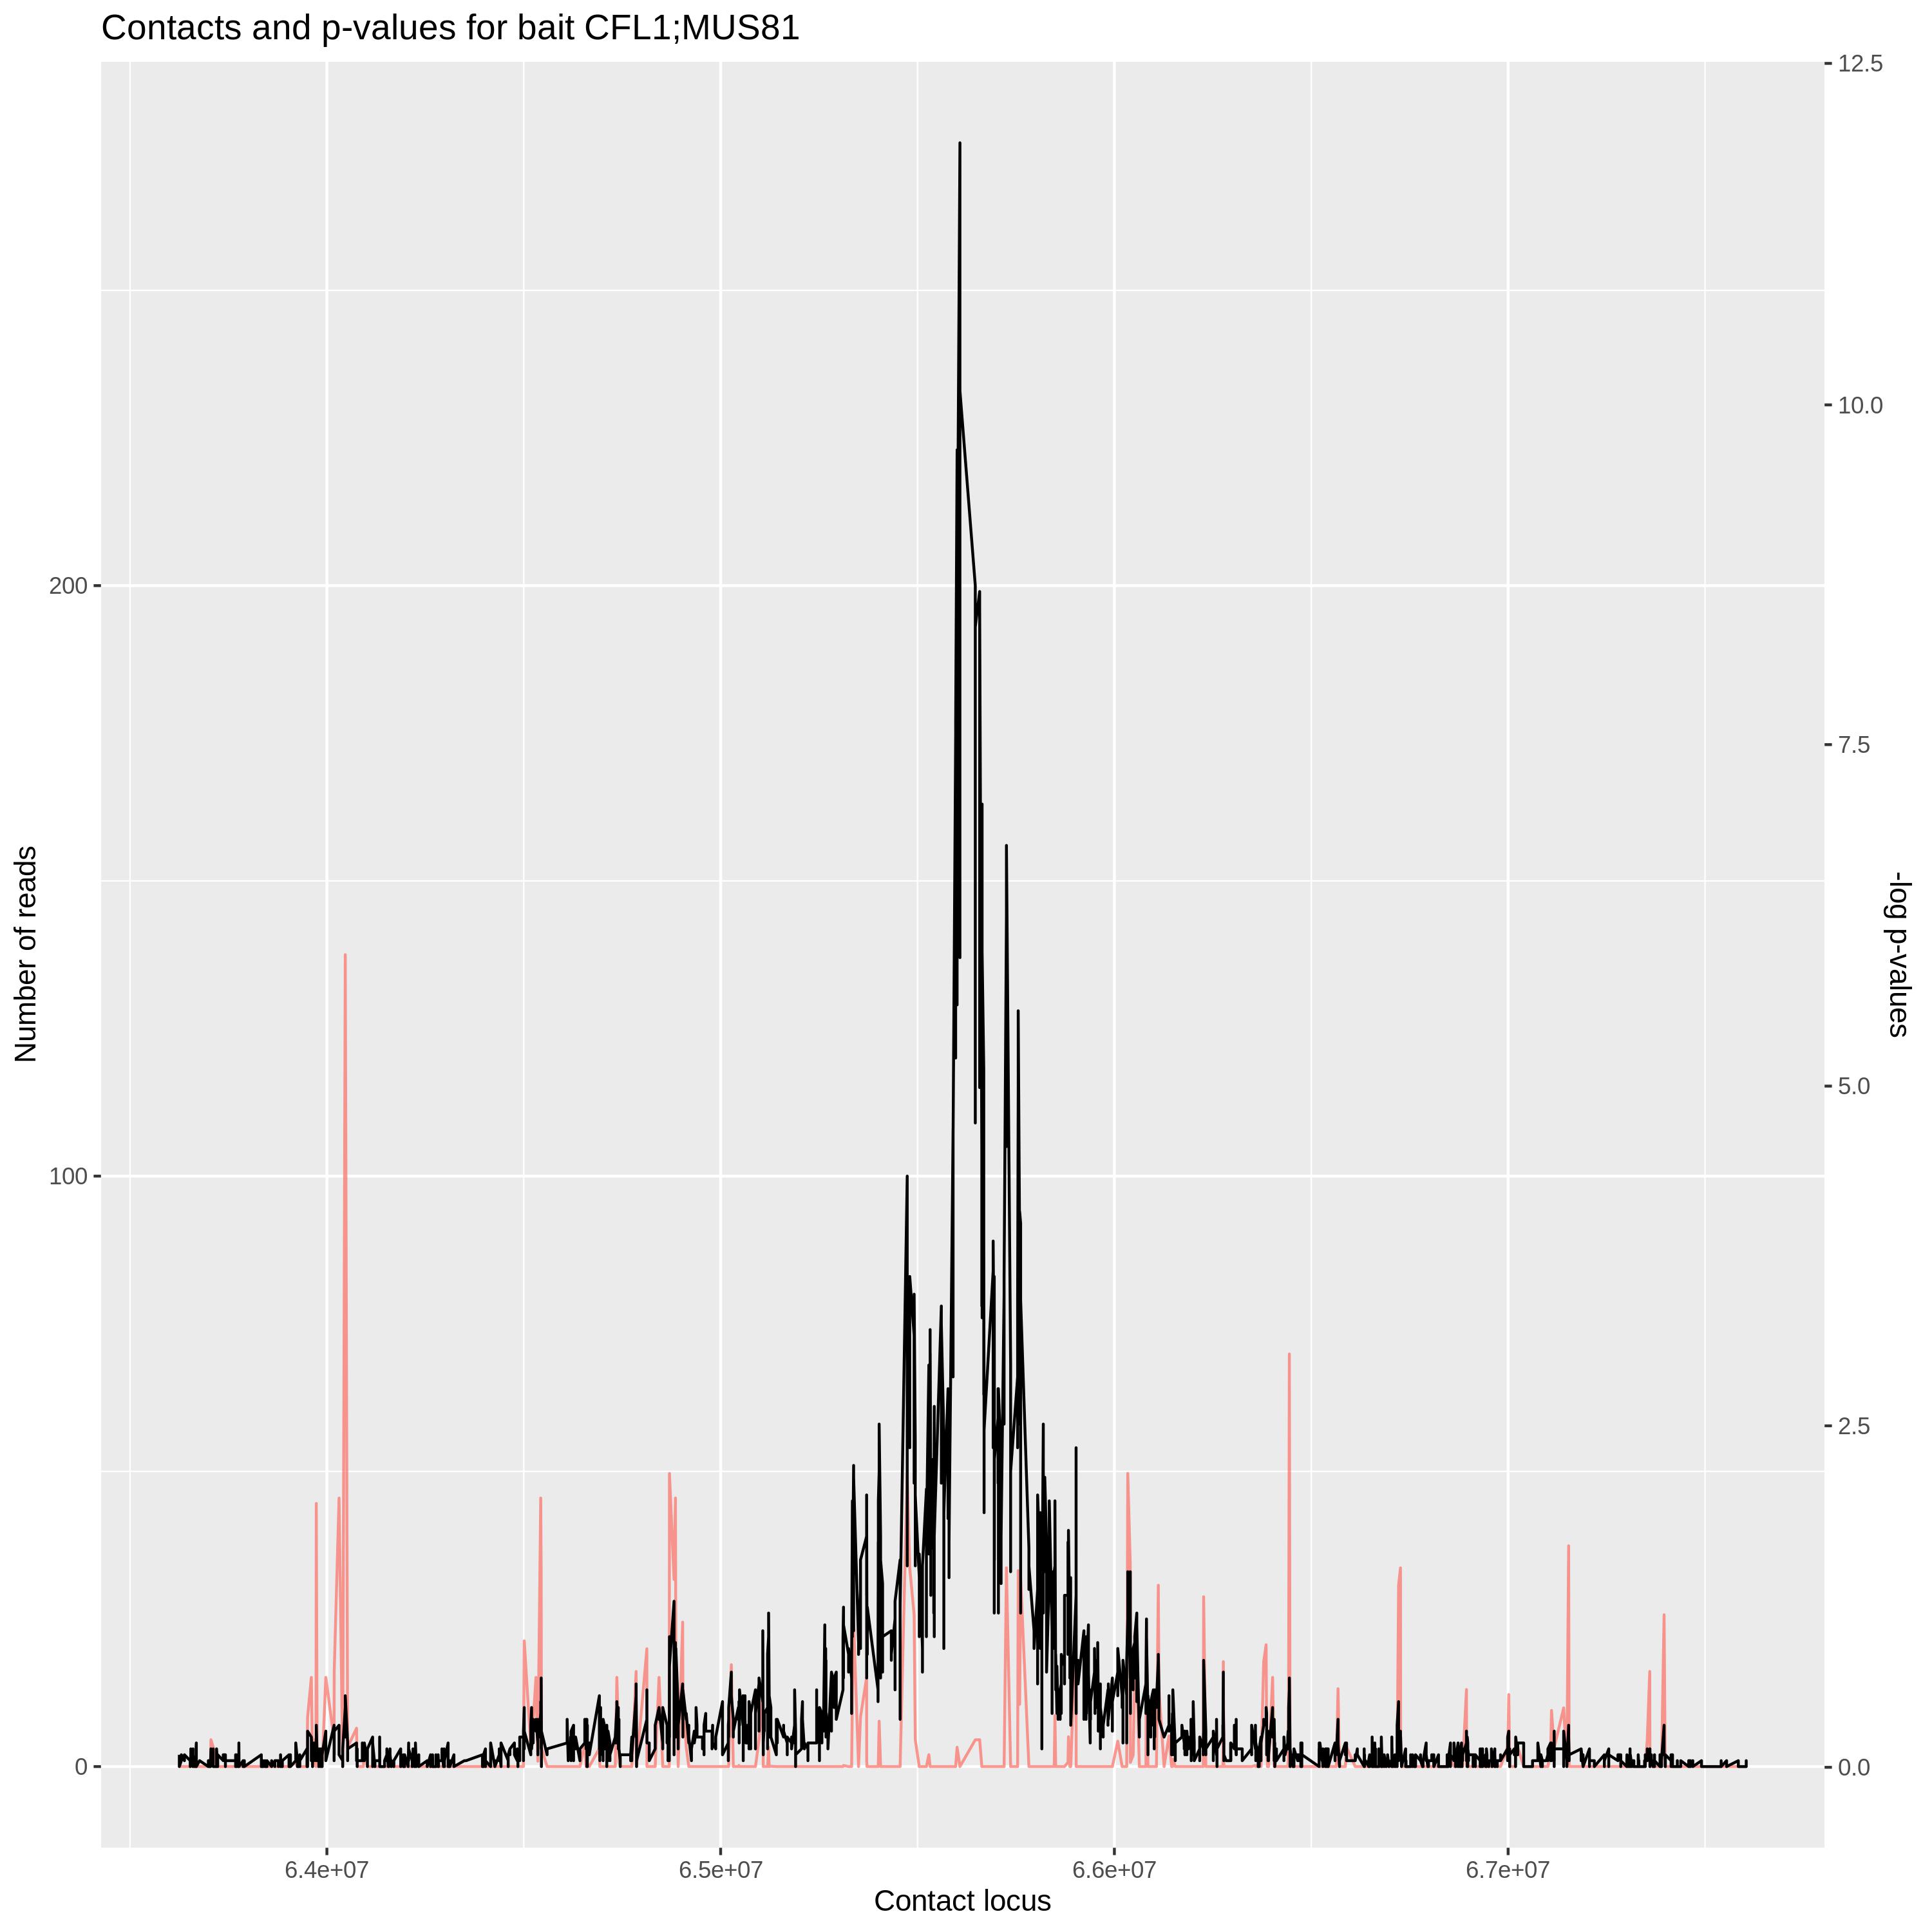 Contacts and p-values for bait CFL1;MUS81
12.5
10.0
200
7.5
Number of reads
-log p-values
5.0
100
2.5
0
0.0
6.4e+07
6.5e+07
6.6e+07
6.7e+07
Contact locus